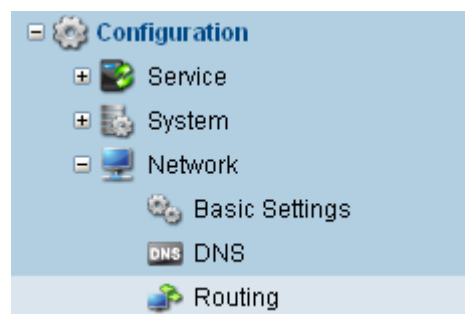 Configuration
Service
System
Network
Basic Settings
DNS DNS
Routing